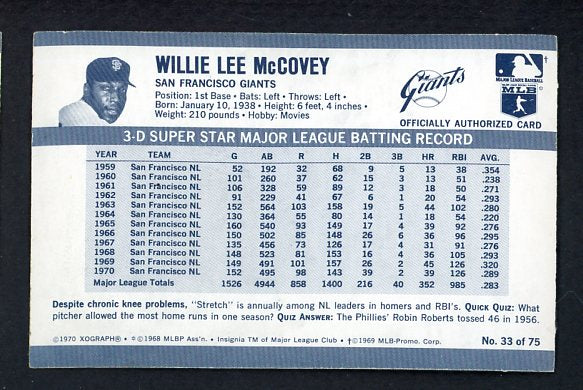 WILLIE LEE McCOVEY
SAN FRANCISCO GIANTS
Position: 1st Base • Bats: Left • Throws: Left •
Born: January 10, 1938 • Height: 6 feet, 4 inches •
Weight: 210 pounds • Hobby: Movies
The Giants
MAJOR LEAGUE BASEBALL †
MLB ©
OFFICIALLY AUTHORIZED CARD
3-D SUPER STAR MAJOR LEAGUE BATTING RECORD
YEAR TEAM G AB R H 2B 3B HR RBI AVG.
1959 San Francisco NL 52 192 32 68 9 5 13 38 .354
1960 San Francisco NL 101 260 37 62 15 3 13 51 .238
1961 San Francisco NL 106 328 59 89 12 3 18 50 .271
1962 San Francisco NL 91 229 41 67 6 1 20 54 .293
1963 San Francisco NL 152 564 103 158 19 5 44 102 .280
1964 San Francisco NL 130 364 55 80 14 1 18 54 .220
1965 San Francisco NL 160 540 93 149 17 4 39 92 .276
1966 San Francisco NL 150 502 85 148 26 6 36 96 .295
1967 San Francisco NL 135 456 73 126 17 4 31 91 .276
1968 San Francisco NL 148 523 81 153 16 4 36 105 .293
1969 San Francisco NL 149 491 101 157 26 2 45 126 .320
1970 San Francisco NL 152 495 98 143 39 2 39 126 .289
Major League Totals 1526 4944 858 1400 216 40 352 985 .283
Despite chronic knee problems, "Stretch" is annually among NL leaders in homers and RBI's. QUICK QUIZ: What
pitcher allowed the most home runs in one season? QUIZ ANSWER: The Phillies' Robin Roberts tossed 46 in 1956.
©1970 XOGRAPH® • *©1968 MLBP Ass'n. • Insignia TM of Major League Club • †©1969 MLB-Promo. Corp. No. 33 of 75